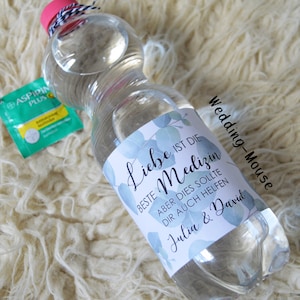 ASPIRIN
PLUS C
Liebe IST DIE
BESTE Medizin
ABER DIES SOLLTE
DIR AUCH HELFEN
Julia & David
Wedding-Mouse